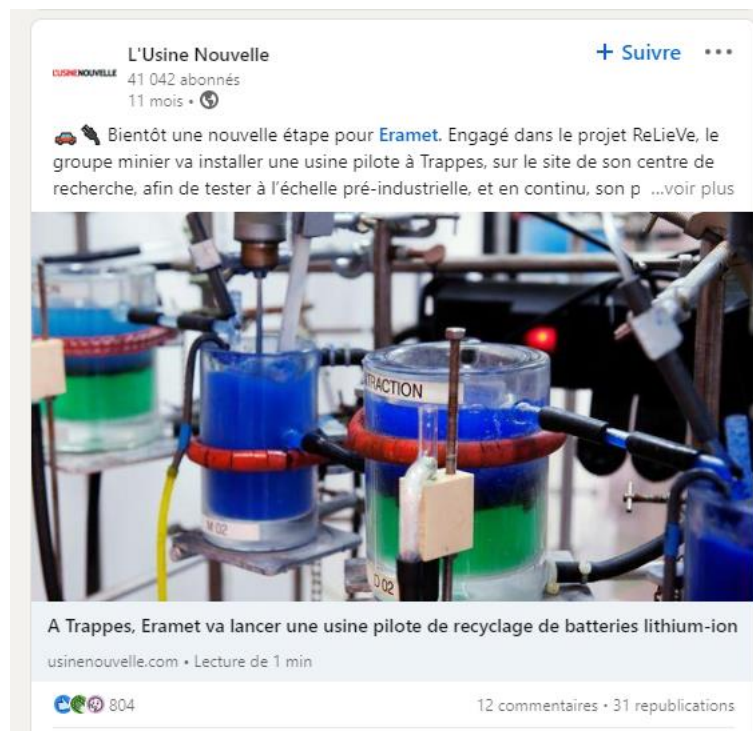 L'USINENOUVELLE
L'Usine Nouvelle
41 042 abonnés
11 mois •
+ Suivre •••
Bientôt une nouvelle étape pour Eramet. Engagé dans le projet ReLieVe, le
groupe minier va installer une usine pilote à Trappes, sur le site de son centre de
recherche, afin de tester à l'échelle pré-industrielle, et en continu, son p ...voir plus
TRACTION
M 02
D 02
A Trappes, Eramet va lancer une usine pilote de recyclage de batteries lithium-ion
usinenouvelle.com • Lecture de 1 min
804
12 commentaires • 31 republications